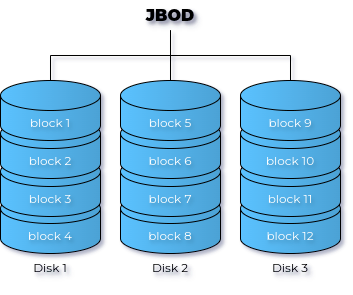 JBOD
block 1
block 2
block 3
block 4
Disk 1
block 5
block 6
block 7
block 8
Disk 2
block 9
block 10
block 11
block 12
Disk 3